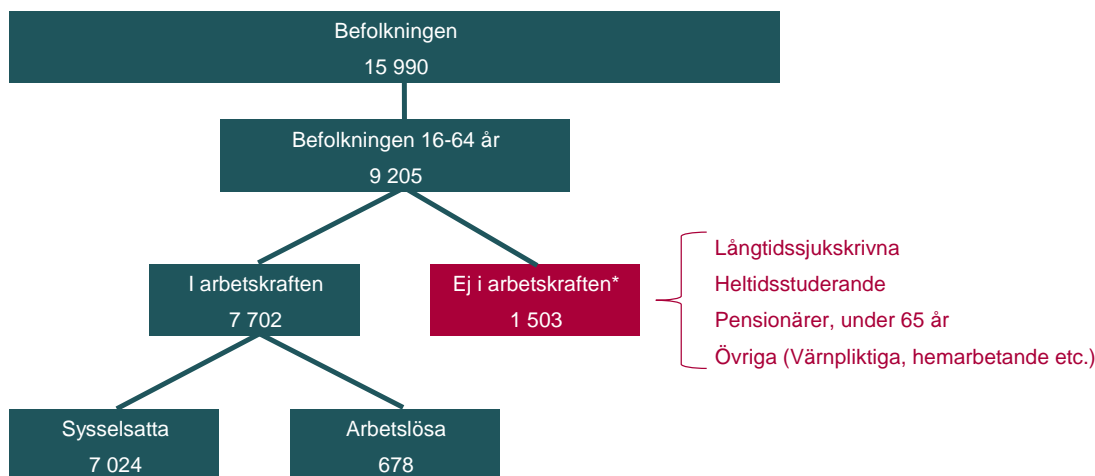 Befolkningen
15 990
Befolkningen 16-64 år
9 205
I arbetskraften
7 702
Ej i arbetskraften*
1 503
Långtidssjukskrivna
Heltidsstuderande
Pensionärer, under 65 år
Övriga (Värnpliktiga, hemarbetande etc.)
Sysselsatta
7 024
Arbetslösa
678